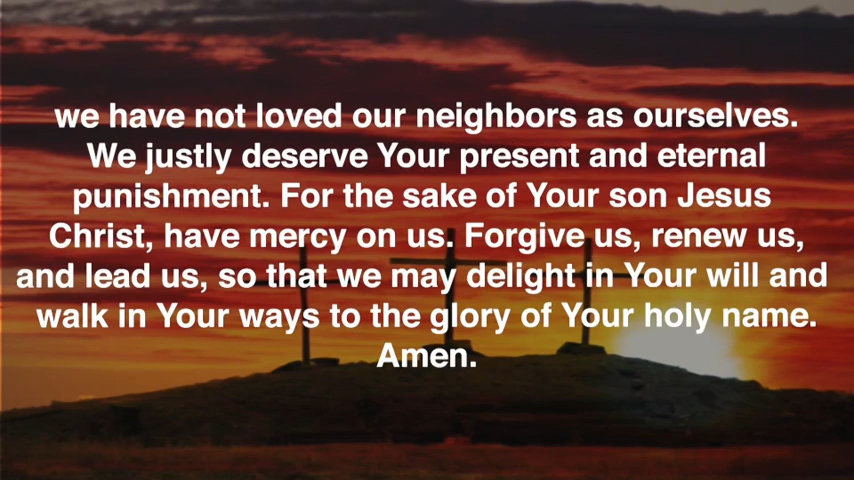 we have not loved our neighbors as ourselves.
We justly deserve Your present and eternal
punishment. For the sake of Your son Jesus
Christ, have mercy on us. Forgive us, renew us,
and lead us, so that we may delight in Your will and
walk in Your ways to the glory of Your holy name.
Amen.